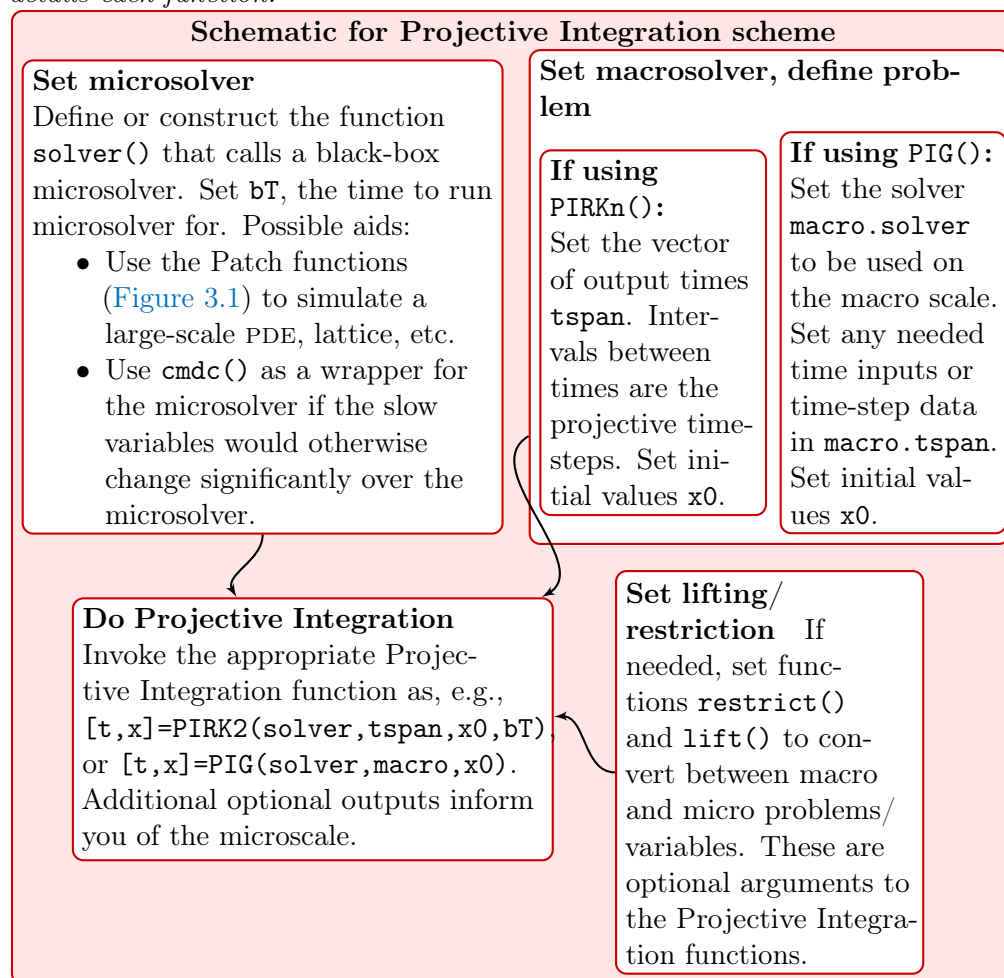 details each function.
Schematic for Projective Integration scheme
Set microsolver
Define or construct the function
solver() that calls a black-box
microsolver. Set bT, the time to run
microsolver for. Possible aids:
• Use the Patch functions
(Figure 3.1) to simulate a
large-scale PDE, lattice, etc.
• Use cmdc() as a wrapper for
the microsolver if the slow
variables would otherwise
change significantly over the
microsolver.
Set macrosolver, define prob-
lem
If using
PIRKn():
Set the vector
of output times
tspan. Inter-
vals between
times are the
projective time-
steps. Set ini-
tial values x0.
If using PIG():
Set the solver
macro.solver
to be used on
the macro scale.
Set any needed
time inputs or
time-step data
in macro.tspan.
Set initial val-
ues x0.
Do Projective Integration
Invoke the appropriate Projec-
tive Integration function as, e.g.,
[t,x]=PIRK2(solver,tspan,x0,bT),
or [t,x]=PIG(solver,macro,x0).
Additional optional outputs inform
you of the microscale.
Set lifting/
restriction If
needed, set func-
tions restrict()
and lift() to con-
vert between macro
and micro problems/
variables. These are
optional arguments to
the Projective Integra-
tion functions.